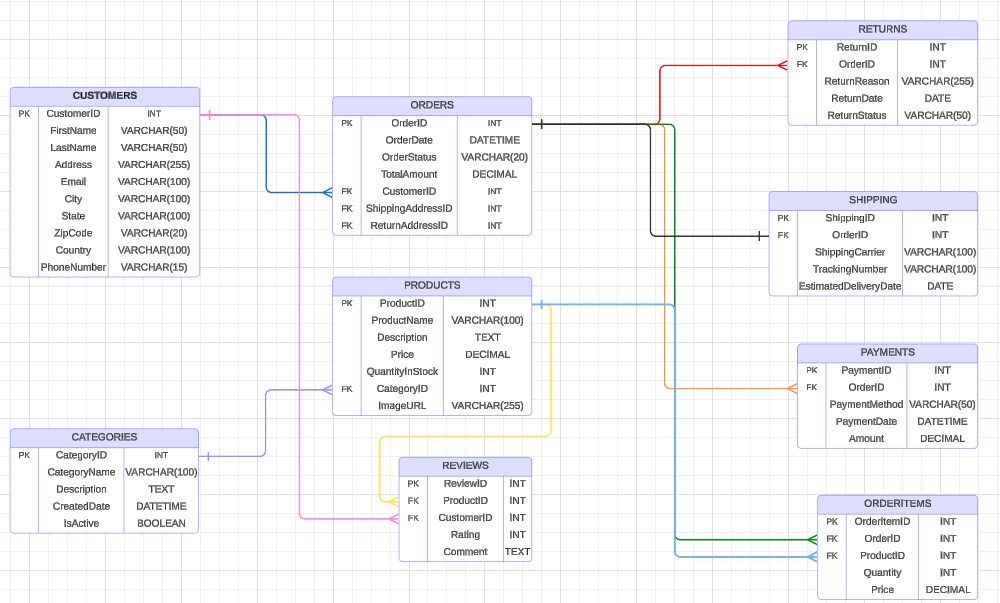 RETURNS
PK ReturnID INT
FK OrderID INT
ReturnReason VARCHAR(255)
ReturnDate DATE
ReturnStatus VARCHAR(50)
CUSTOMERS
PK CustomerID INT
FirstName VARCHAR(50)
LastName VARCHAR(50)
Address VARCHAR(255)
Email VARCHAR(100)
City VARCHAR(100)
State VARCHAR(100)
ZipCode VARCHAR(20)
Country VARCHAR(100)
PhoneNumber VARCHAR(15)
ORDERS
PK OrderID INT
OrderDate DATETIME
OrderStatus VARCHAR(20)
TotalAmount DECIMAL
FK CustomerID INT
FK ShippingAddressID INT
FK ReturnAddressID INT
SHIPPING
PK ShippingID INT
FK OrderID INT
ShippingCarrier VARCHAR(100)
TrackingNumber VARCHAR(100)
EstimatedDeliveryDate DATE
PRODUCTS
PK ProductID INT
ProductName VARCHAR(100)
Description TEXT
Price DECIMAL
QuantityInStock INT
FK CategoryID INT
ImageURL VARCHAR(255)
PAYMENTS
PK PaymentID INT
FK OrderID INT
PaymentMethod VARCHAR(50)
PaymentDate DATETIME
Amount DECIMAL
CATEGORIES
PK CategoryID INT
CategoryName VARCHAR(100)
Description TEXT
CreatedDate DATETIME
IsActive BOOLEAN
REVIEWS
PK ReviewID INT
FK ProductID INT
FK CustomerID INT
Rating INT
Comment TEXT
ORDERITEMS
PK OrderItemID INT
FK OrderID INT
FK ProductID INT
Quantity INT
Price DECIMAL